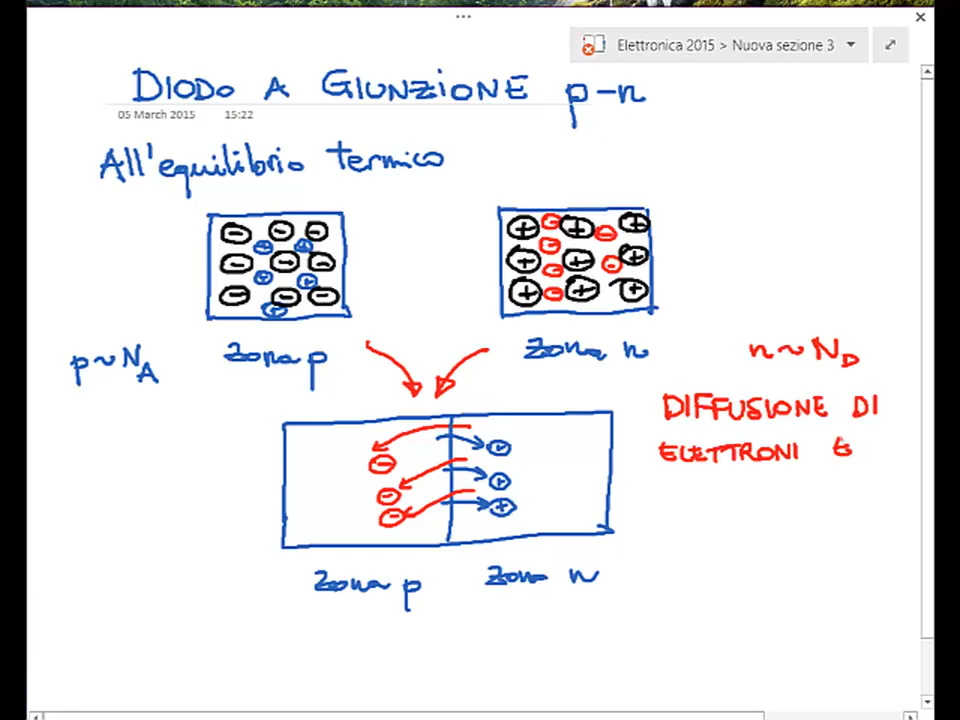 Elettronica 2015 > Nuova sezione 3
DIODO A GIUNZIONE p-n
05 March 2015 15:22
All'equilibrio termico
p ~ NA
zona p
zona n
n ~ ND
DIFFUSIONE DI
ELETTRONI E
zona p
zona n